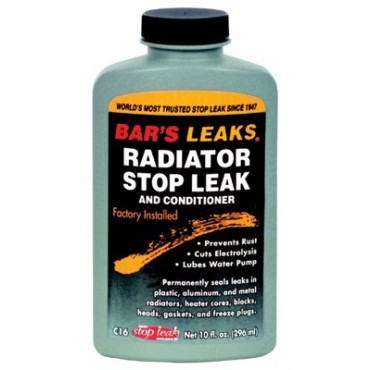 WORLD'S MOST TRUSTED STOP LEAK SINCE 1947
BAR'S LEAKS®
RADIATOR
STOP LEAK
AND CONDITIONER
Factory Installed
• Prevents Rust
• Cuts Electrolysis
• Lubes Water Pump
Permanently seals leaks in
plastic, aluminum, and metal
radiators, heater cores, blocks,
heads, gaskets, and freeze plugs.
C16 stop leak Net 10 fl. oz. (296 ml)